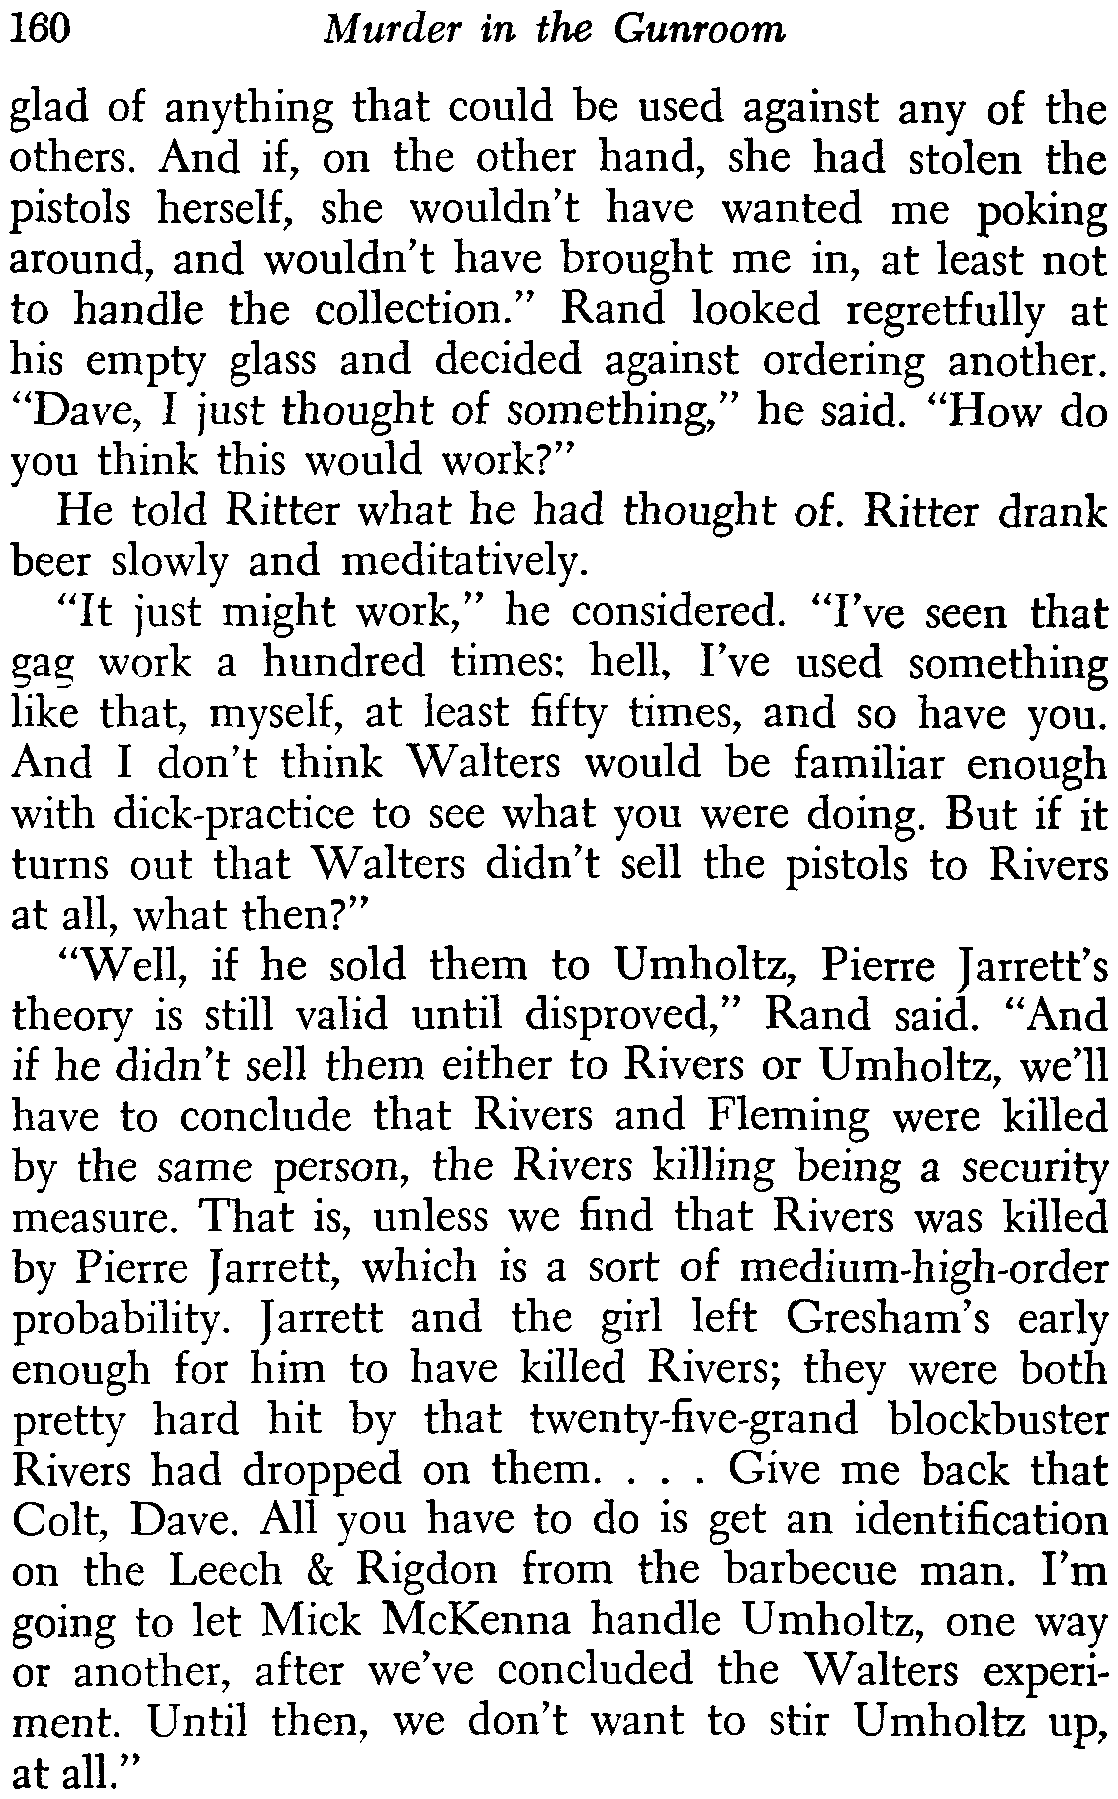 160 Murder in the Gunroom
glad of anything that could be used against any of the
others. And if, on the other hand, she had stolen the
pistols herself, she wouldn't have wanted me poking
around, and wouldn't have brought me in, at least not
to handle the collection." Rand looked regretfully at
his empty glass and decided against ordering another.
"Dave, I just thought of something," he said. "How do
you think this would work?"
He told Ritter what he had thought of. Ritter drank
beer slowly and meditatively.
"It just might work," he considered. "I've seen that
gag work a hundred times; hell, I've used something
like that, myself, at least fifty times, and so have you.
And I don't think Walters would be familiar enough
with dick-practice to see what you were doing. But if it
turns out that Walters didn't sell the pistols to Rivers
at all, what then?"
"Well, if he sold them to Umholtz, Pierre Jarrett's
theory is still valid until disproved," Rand said. "And
if he didn't sell them either to Rivers or Umholtz, we'll
have to conclude that Rivers and Fleming were killed
by the same person, the Rivers killing being a security
measure. That is, unless we find that Rivers was killed
by Pierre Jarrett, which is a sort of medium-high-order
probability. Jarrett and the girl left Gresham's early
enough for him to have killed Rivers; they were both
pretty hard hit by that twenty-five-grand blockbuster
Rivers had dropped on them. . . . Give me back that
Colt, Dave. All you have to do is get an identification
on the Leech & Rigdon from the barbecue man. I'm
going to let Mick McKenna handle Umholtz, one way
or another, after we've concluded the Walters experi-
ment. Until then, we don't want to stir Umholtz up,
at all."